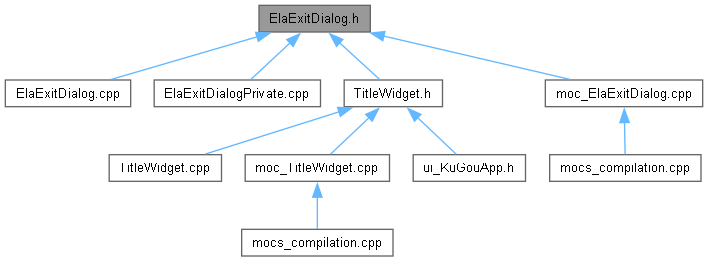 ElaExitDialog.h
ElaExitDialog.cpp
ElaExitDialogPrivate.cpp
TitleWidget.h
moc_ElaExitDialog.cpp
TitleWidget.cpp
moc_TitleWidget.cpp
ui_KuGouApp.h
mocs_compilation.cpp
mocs_compilation.cpp